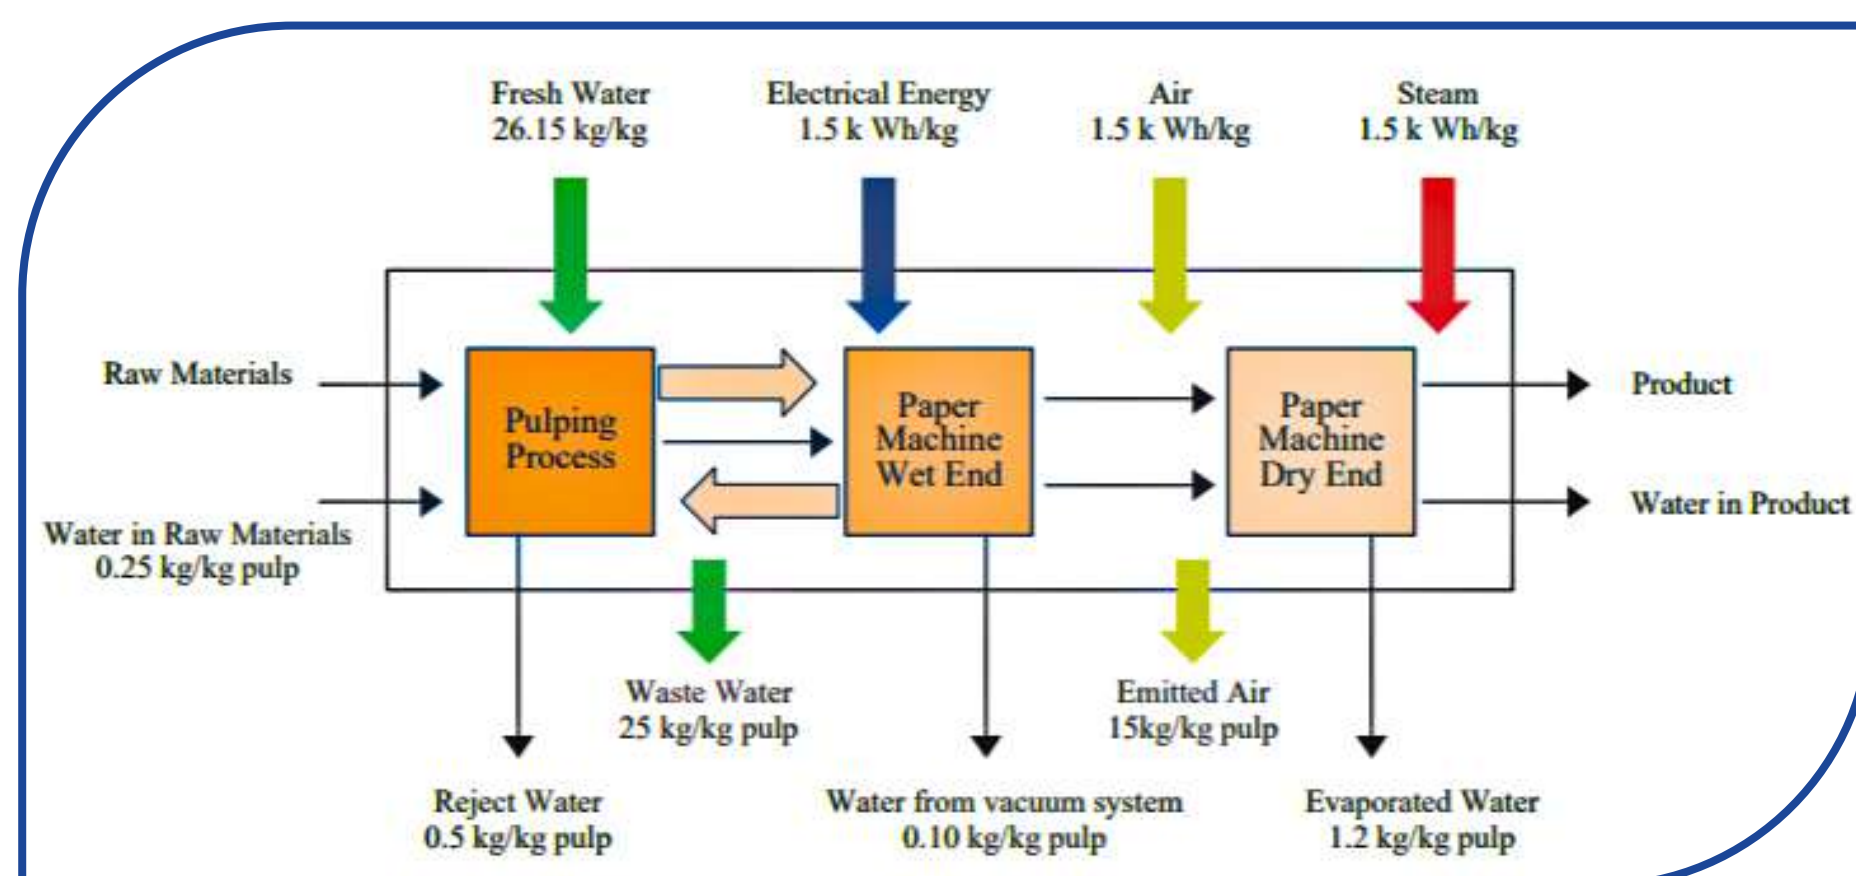 Fresh Water
26.15 kg/kg
Electrical Energy
1.5 k Wh/kg
Air
1.5 k Wh/kg
Steam
1.5 k Wh/kg
Raw Materials
Water in Raw Materials
0.25 kg/kg pulp
Pulping
Process
Paper
Machine
Wet End
Paper
Machine
Dry End
Product
Water in Product
Waste Water
25 kg/kg pulp
Emitted Air
15kg/kg pulp
Reject Water
0.5 kg/kg pulp
Water from vacuum system
0.10 kg/kg pulp
Evaporated Water
1.2 kg/kg pulp